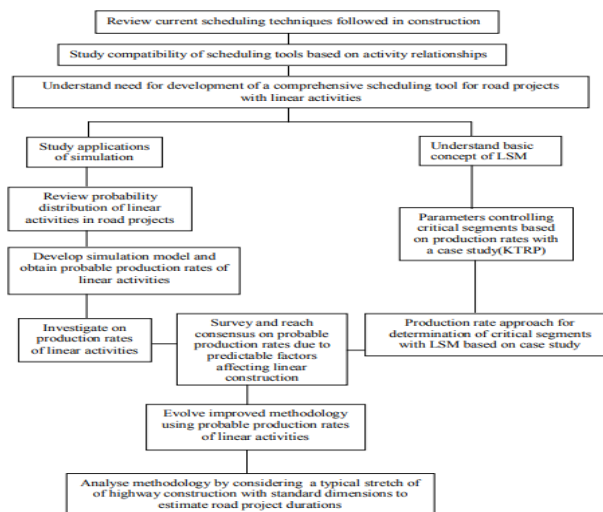 Review current scheduling techniques followed in construction
Study compatibility of scheduling tools based on activity relationships
Understand need for development of a comprehensive scheduling tool for road projects
with linear activities
Study applications
of simulation
Understand basic
concept of LSM
Review probability
distribution of linear
activities in road projects
Parameters controlling
critical segments based
on production rates with
a case study(KTRP)
Develop simulation model and
obtain probable production rates of
linear activities
Investigate on
production rates
of linear activities
Survey and reach
consensus on probable
production rates due to
predictable factors
affecting linear
construction
Production rate approach for
determination of critical segments
with LSM based on case study
Evolve improved methodology
using probable production rates
of linear activities
Analyse methodology by considering a typical stretch of
of highway construction with standard dimensions to
estimate road project durations